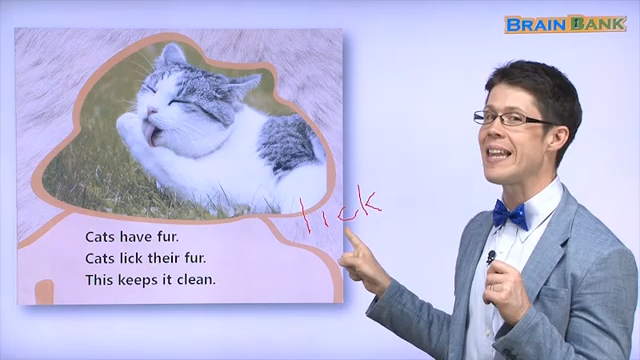 BRAIN BANK
lick
Cats have fur.
Cats lick their fur.
This keeps it clean.